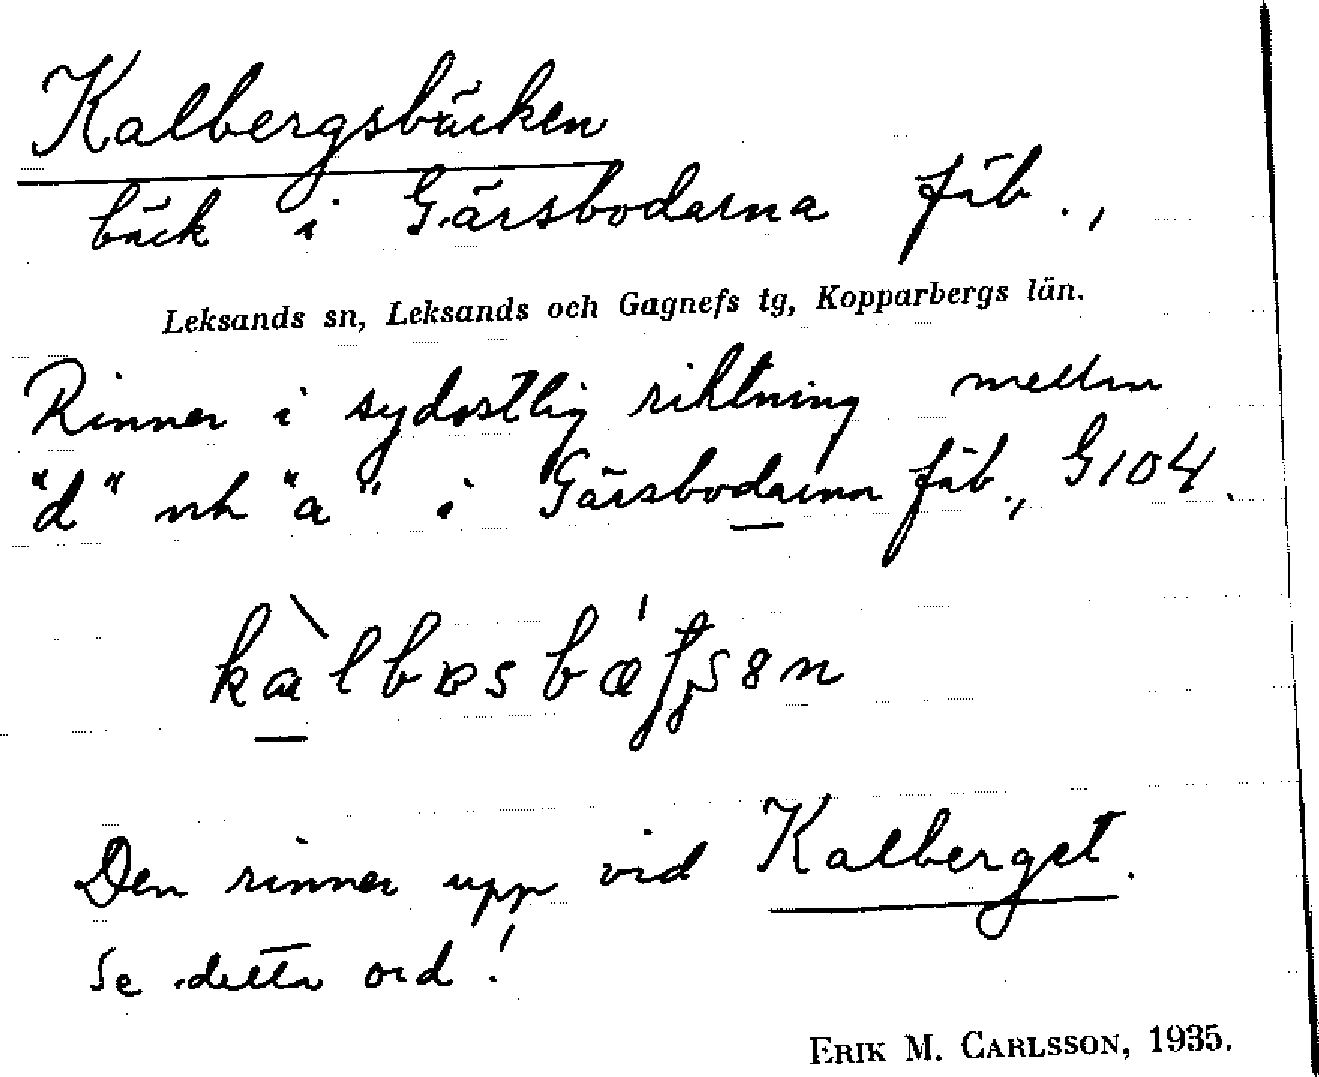 Kalbergsbäcken
bäck i Gärsbodarna fäb.,
Leksands sn, Leksands och Gagnefs tg, Kopparbergs län.
Rinner i sydostlig riktning mellan
"d" och "a" i Gärsbodarna fäb., G104.
Den rinner upp vid Kalberget.
Se detta ord!
ERIK M. CARLSSON, 1935.